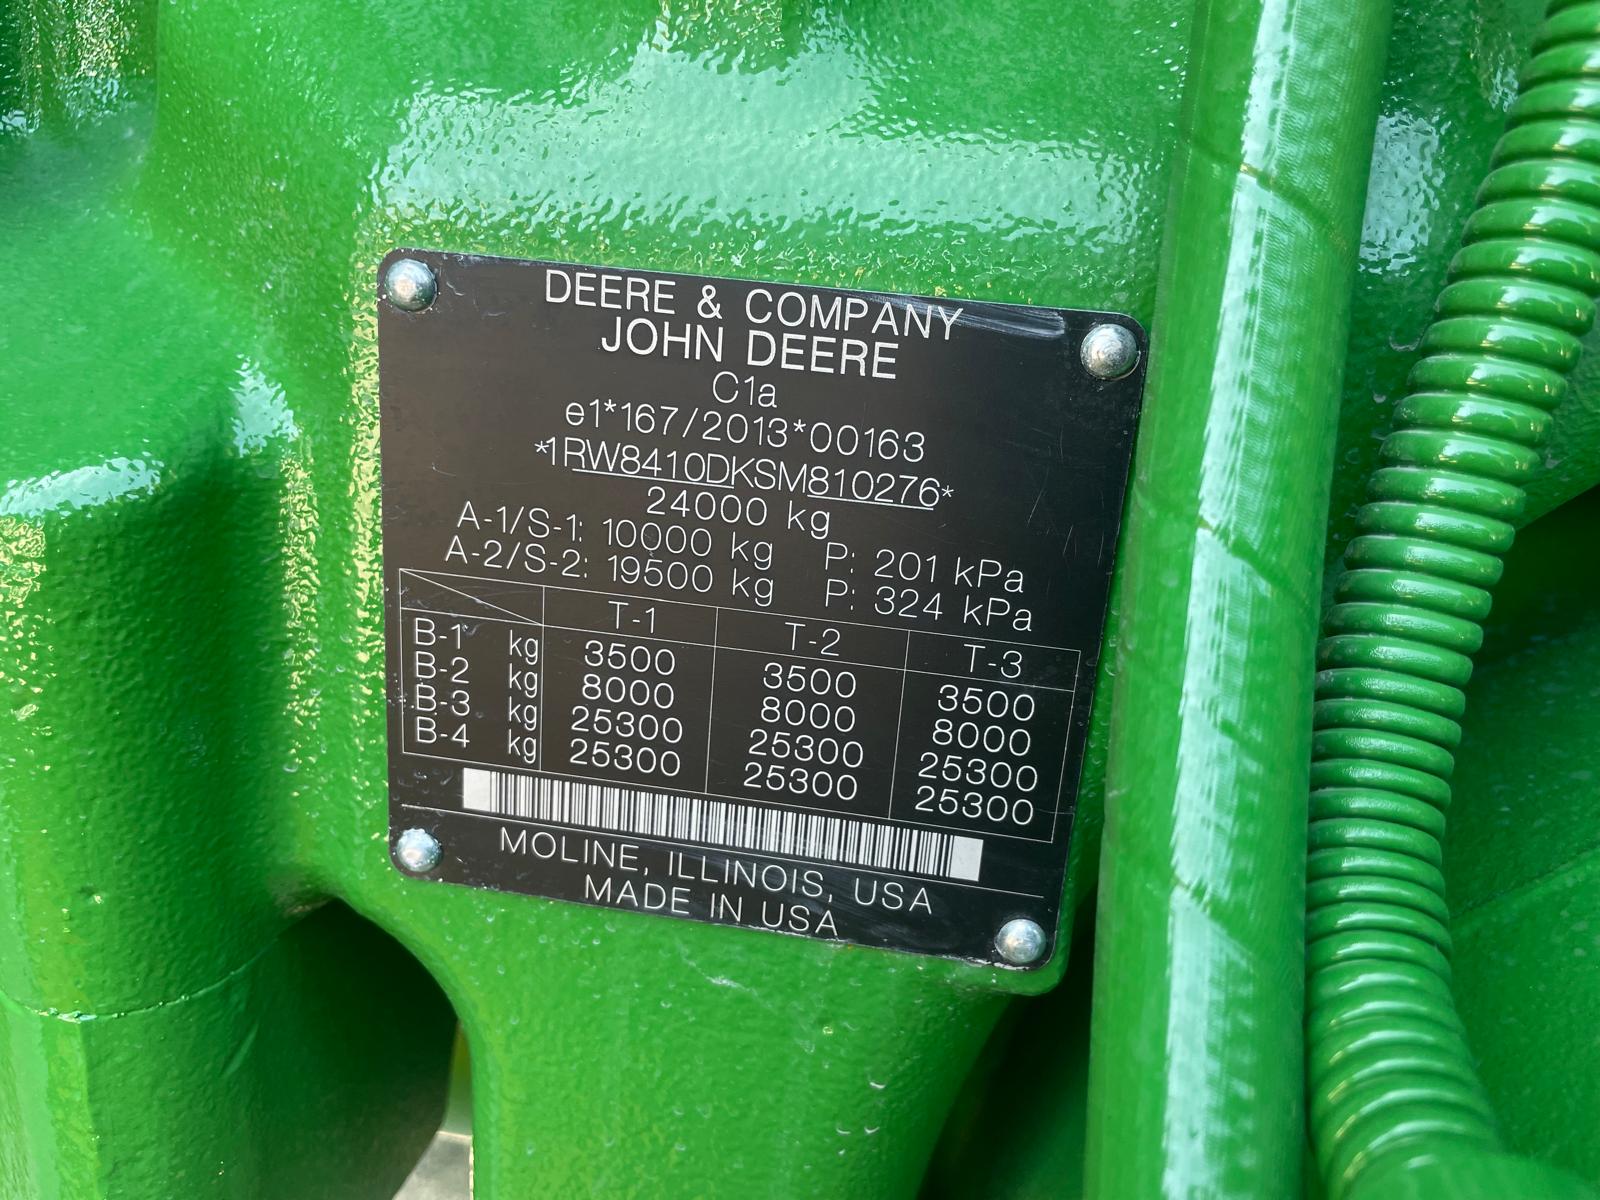 DEERE & COMPANY
JOHN DEERE
C1a
e1*167/2013*00163
*1RW8410DKSM810276*
24000 kg
A-1/S-1: 10000 kg P: 201 kPa
A-2/S-2: 19500 kg P: 324 kPa
T-1 T-2 T-3
B-1 kg 3500 3500 3500
B-2 kg 8000 8000 8000
B-3 kg 25300 25300 25300
B-4 kg 25300 25300 25300
MOLINE, ILLINOIS, USA
MADE IN USA